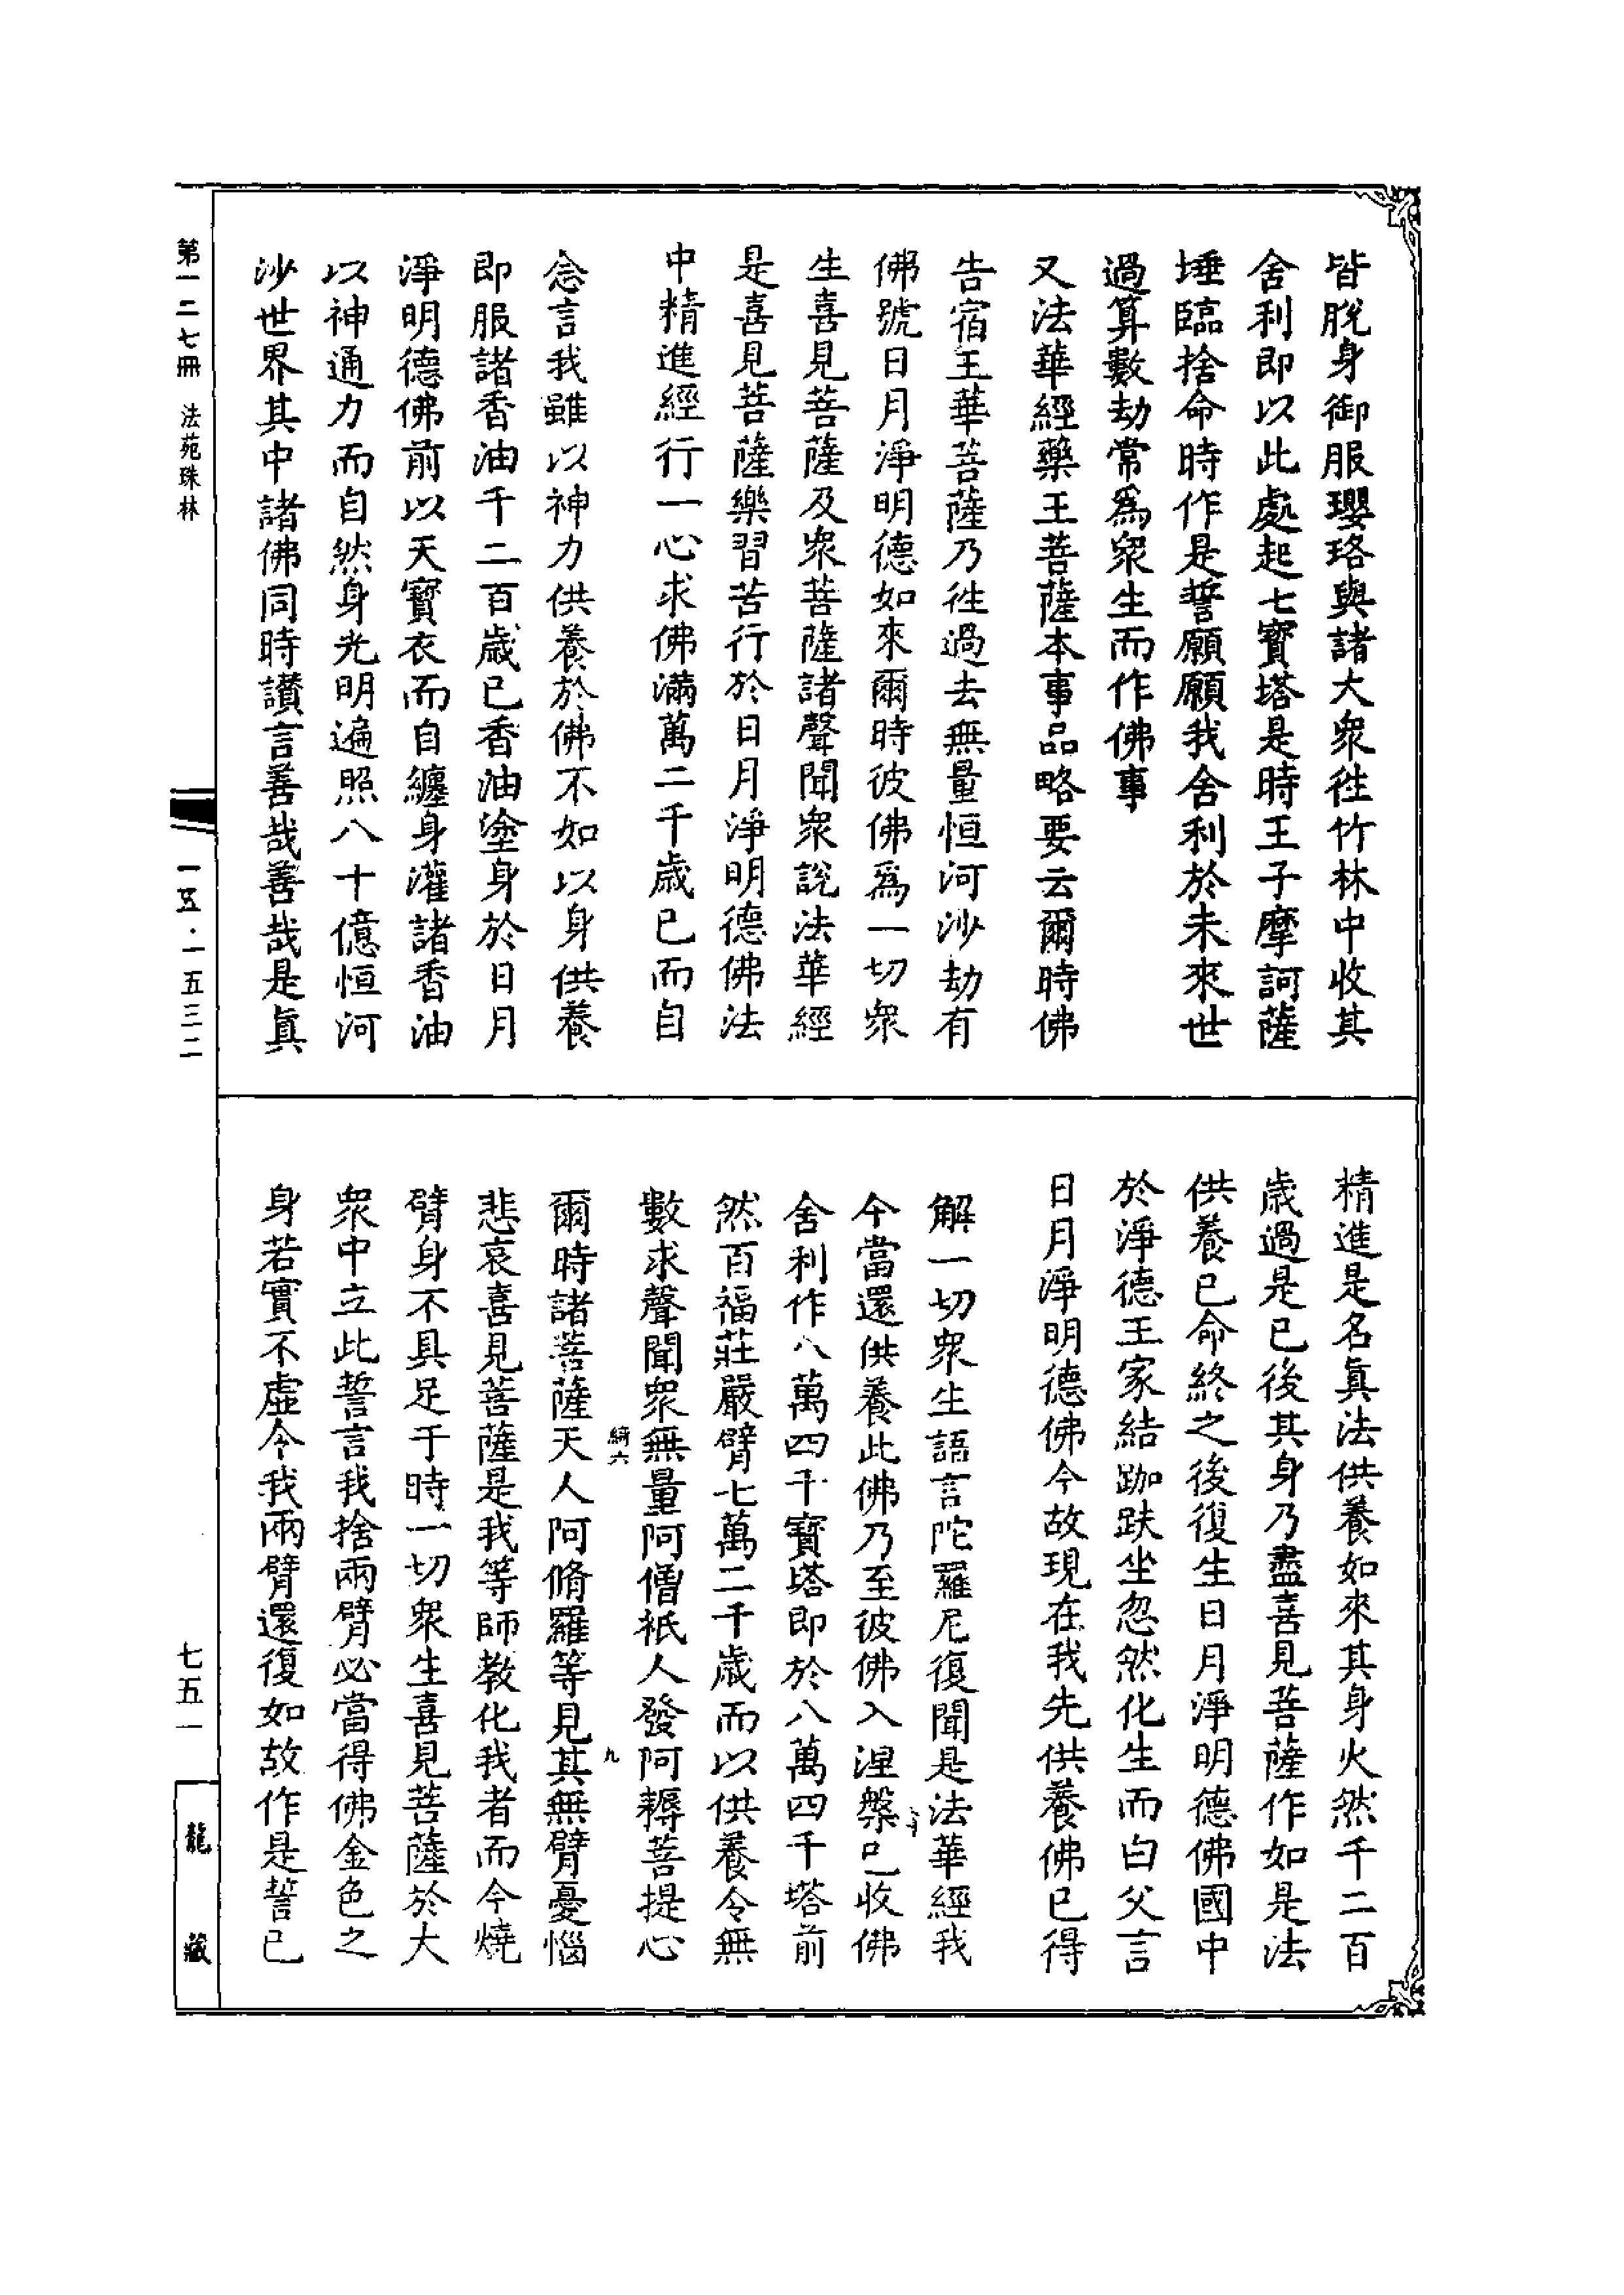 皆脫身御服瓔珞與諸大衆徃竹林中收其
舍利即以此處起七寳塔是時王子摩訶薩
埵臨捨命時作是誓願願我舍利於未來世
過算數劫常爲衆生而作佛事
又法華經藥王菩薩本事品略要云爾時佛
告宿王華菩薩乃徃過去無量恒河沙劫有
佛號日月淨明德如來爾時彼佛爲一切衆
生喜見菩薩及衆菩薩諸聲聞衆說法華經
是喜見菩薩樂習苦行於日月淨明德佛法
中精進經行一心求佛滿萬二千歲已而自
念言我雖以神力供養於佛不如以身供養
即服諸香油千二百歲已香油塗身於日月
淨明德佛前以天寳衣而自纏身灌諸香油
以神通力而自然身光明遍照八十億恒河
沙世界其中諸佛同時讃言善哉善哉是真
精進是名真法供養如來其身火然千二百
歲過是已後其身乃盡喜見菩薩作如是法
供養已命終之後復生日月淨明德佛國中
於淨德王家結跏趺坐忽然化生而白父言
日月淨明德佛今故現在我先供養佛已得
解一切衆生語言陀羅尼復聞是法華經我
今當還供養此佛乃至彼佛入涅槃已收佛
舍利作八萬四千寳塔即於八萬四千塔前
然百福莊嚴臂七萬二千歲而以供養令無
數求聲聞衆無量阿僧祇人發阿耨菩提心
綺六
九
爾時諸菩薩天人阿脩羅等見其無臂憂惱
悲哀喜見菩薩是我等師教化我者而今燒
臂身不具足于時一切衆生喜見菩薩於大
衆中立此誓言我捨兩臂必當得佛金色之
身若實不虛令我兩臂還復如故作是誓已
第一二七冊 法苑珠林
一五·一五三二
七五一
龍藏